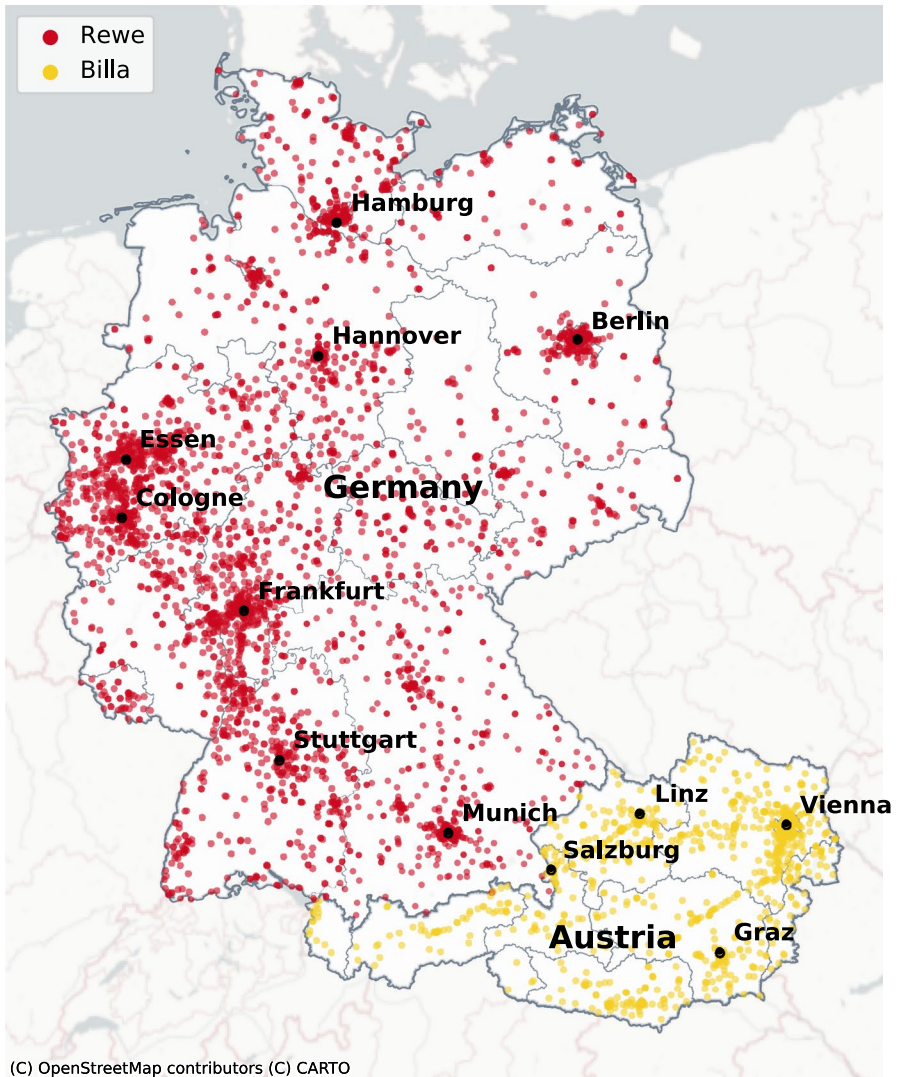 Rewe
Billa
Hamburg
Berlin
Hannover
Essen
Germany
Cologne
Frankfurt
Stuttgart
Linz
Vienna
Munich
Salzburg
Graz
Austria
(C) OpenStreetMap contributors (C) CARTO